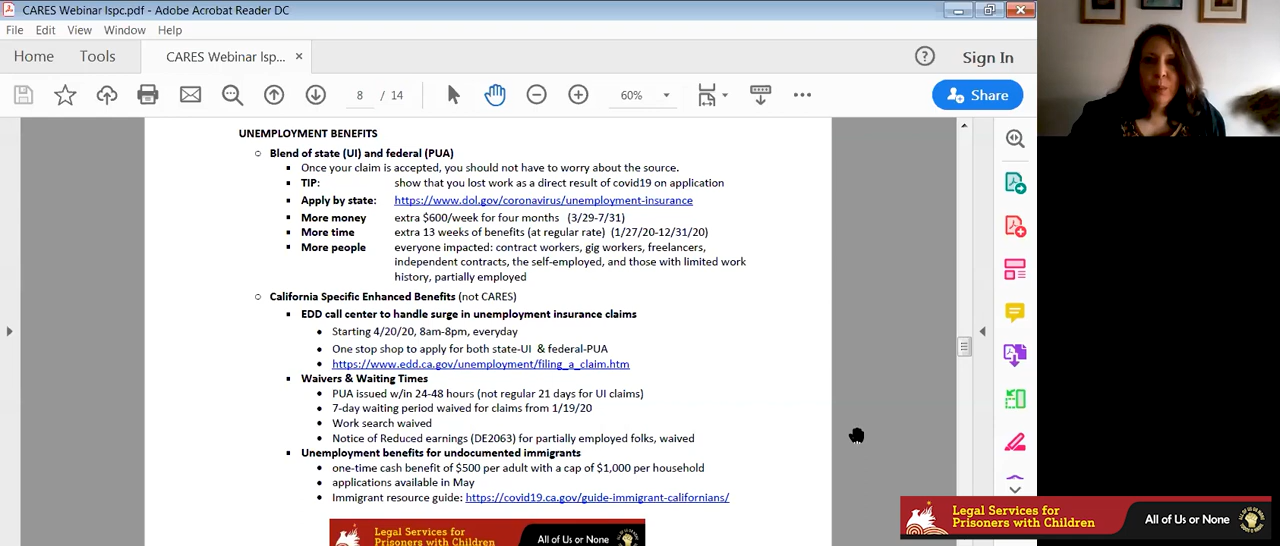 CARES Webinar lspc.pdf - Adobe Acrobat Reader DC
File Edit View Window Help
Home Tools CARES Webinar lspc... × ? Sign In
8 / 14 60% Share
UNEMPLOYMENT BENEFITS
Blend of state (UI) and federal (PUA)
Once your claim is accepted, you should not have to worry about the source.
TIP: show that you lost work as a direct result of covid19 on application
Apply by state: https://www.dol.gov/coronavirus/unemployment-insurance
More money extra $600/week for four months (3/29-7/31)
More time extra 13 weeks of benefits (at regular rate) (1/27/20-12/31/20)
More people everyone impacted: contract workers, gig workers, freelancers,
independent contracts, the self-employed, and those with limited work
history, partially employed
California Specific Enhanced Benefits (not CARES)
EDD call center to handle surge in unemployment insurance claims
Starting 4/20/20, 8am-8pm, everyday
One stop shop to apply for both state-UI & federal-PUA
https://www.edd.ca.gov/unemployment/filing_a_claim.htm
Waivers & Waiting Times
PUA issued w/in 24-48 hours (not regular 21 days for UI claims)
7-day waiting period waived for claims from 1/19/20
Work search waived
Notice of Reduced earnings (DE2063) for partially employed folks, waived
Unemployment benefits for undocumented immigrants
one-time cash benefit of $500 per adult with a cap of $1,000 per household
applications available in May
Immigrant resource guide: https://covid19.ca.gov/guide-immigrant-californians/
Legal Services for
Prisoners with Children
All of Us or None
Legal Services for
Prisoners with Children
All of Us or None